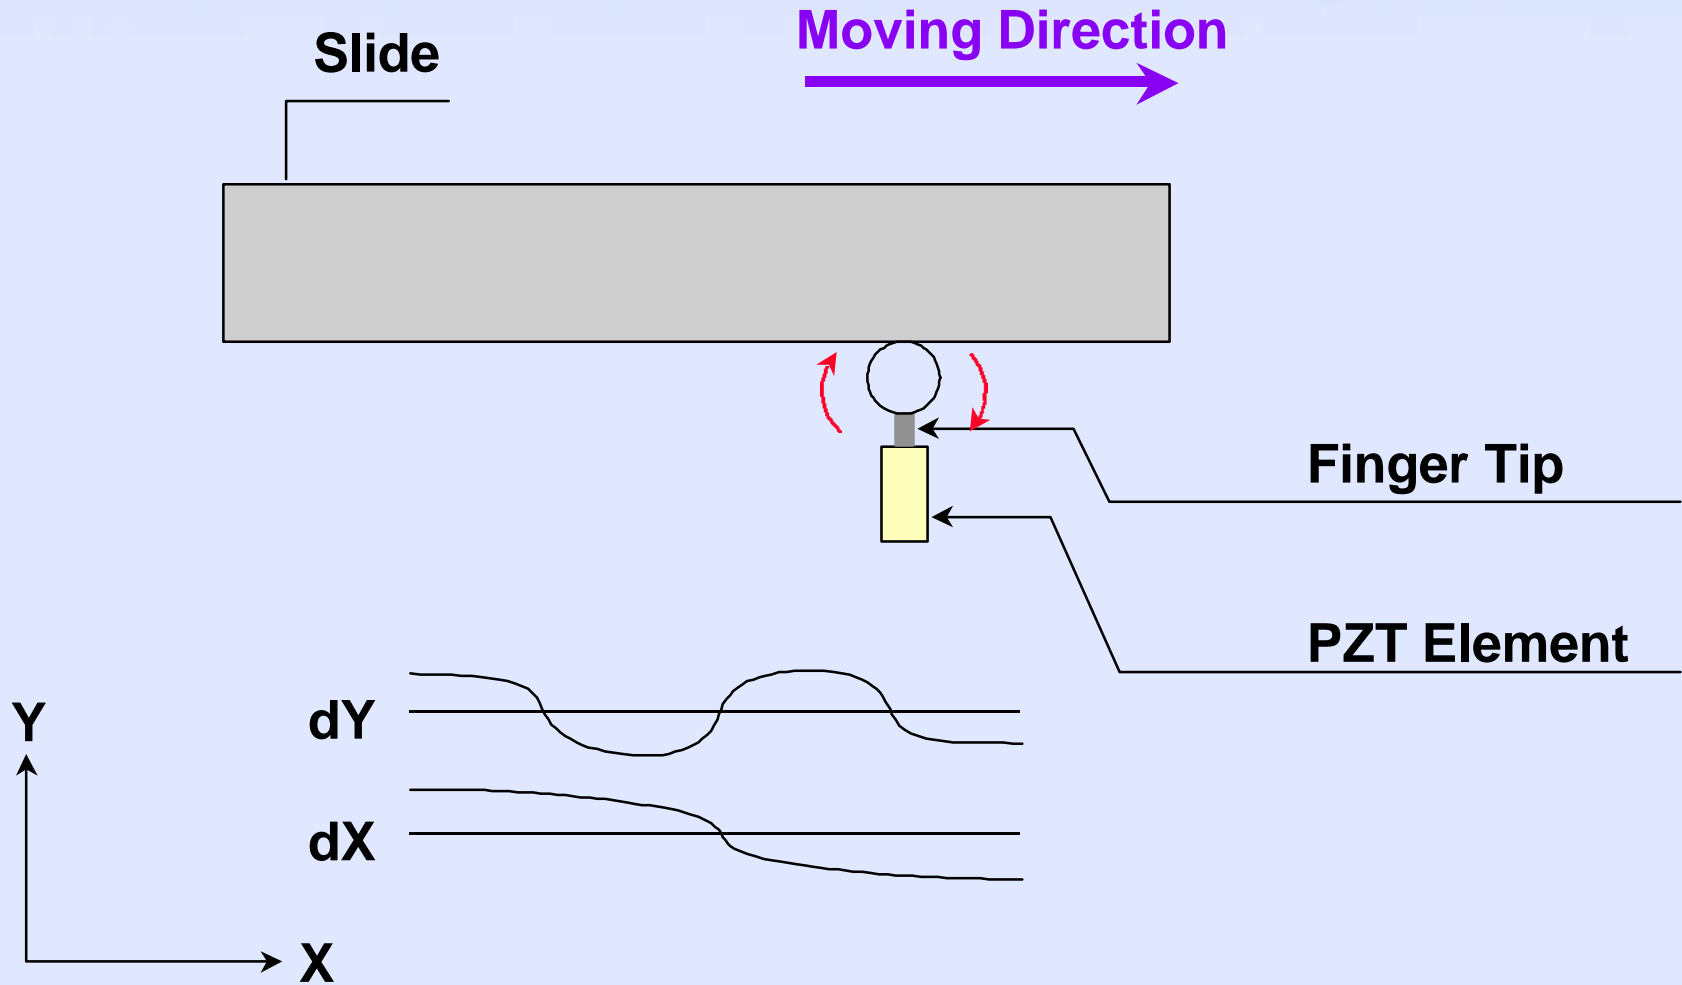 Moving Direction
Slide
Finger Tip
PZT Element
Y
dY
dX
X